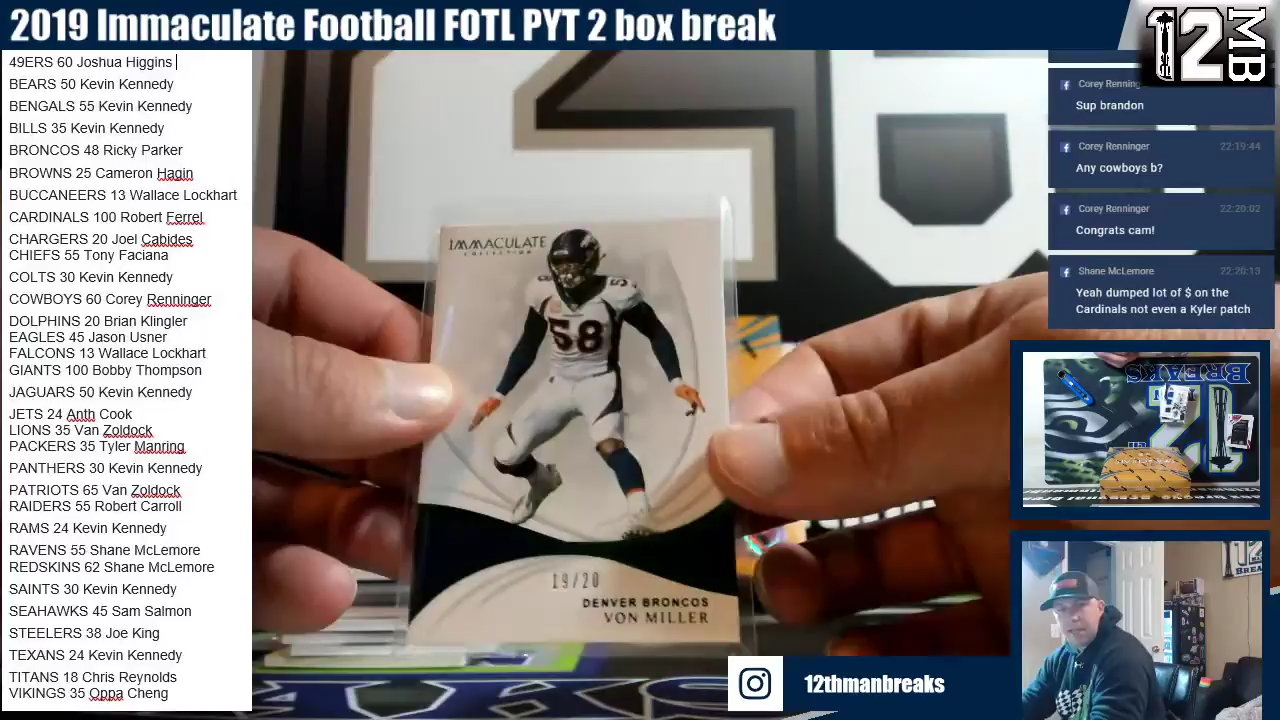 2019 Immaculate Football FOTL PYT 2 box break
12
MB
49ERS 60 Joshua Higgins
BEARS 50 Kevin Kennedy
BENGALS 55 Kevin Kennedy
BILLS 35 Kevin Kennedy
BRONCOS 48 Ricky Parker
BROWNS 25 Cameron Hagin
BUCCANEERS 13 Wallace Lockhart
CARDINALS 100 Robert Ferrel
CHARGERS 20 Joel Cabides
CHIEFS 55 Tony Faciana
COLTS 30 Kevin Kennedy
COWBOYS 60 Corey Renninger
DOLPHINS 20 Brian Klingler
EAGLES 45 Jason Usner
FALCONS 13 Wallace Lockhart
GIANTS 100 Bobby Thompson
JAGUARS 50 Kevin Kennedy
JETS 24 Anth Cook
LIONS 35 Van Zoldock
PACKERS 35 Tyler Manring
PANTHERS 30 Kevin Kennedy
PATRIOTS 65 Van Zoldock
RAIDERS 55 Robert Carroll
RAMS 24 Kevin Kennedy
RAVENS 55 Shane McLemore
REDSKINS 62 Shane McLemore
SAINTS 30 Kevin Kennedy
SEAHAWKS 45 Sam Salmon
STEELERS 38 Joe King
TEXANS 24 Kevin Kennedy
TITANS 18 Chris Reynolds
VIKINGS 35 Oppa Cheng
IMMACULATE
COLLECTION
58
19/20
DENVER BRONCOS
VON MILLER
Corey Renning
Sup brandon
Corey Renninger 22:19:44
Any cowboys b?
Corey Renninger 22:20:02
Congrats cam!
Shane McLemore 22:20:13
Yeah dumped lot of $ on the
Cardinals not even a Kyler patch
BREAKS
12
12thmanbreaks